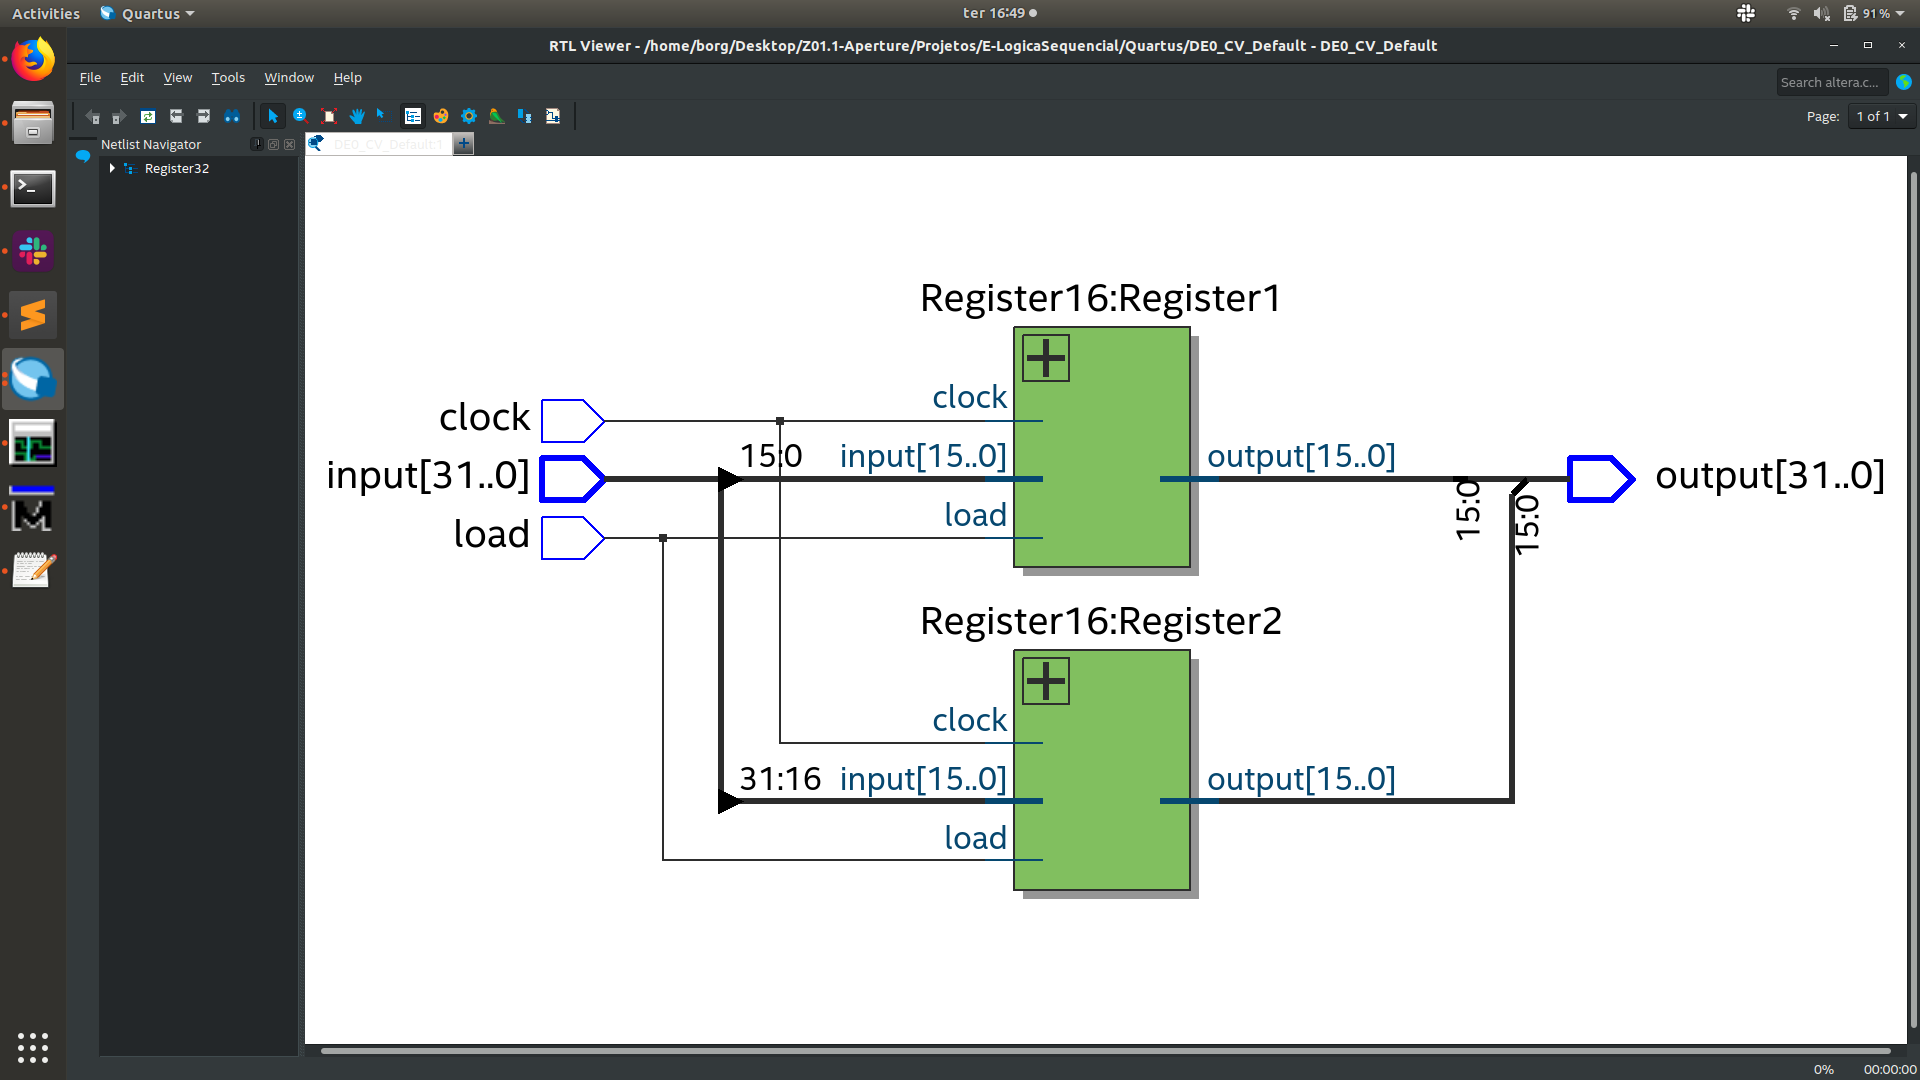 Activities Quartus ter 16:49 91 %
RTL Viewer - /home/borg/Desktop/Z01.1-Aperture/Projetos/E-LogicaSequencial/Quartus/DE0_CV_Default - DE0_CV_Default
File Edit View Tools Window Help Search altera.c...
Page: 1 of 1
Netlist Navigator DE0_CV_Default:1
Register32
Register16:Register1
clock
clock
15:0 input[15..0] output[15..0]
input[31..0] output[31..0]
load
load
15:0
15:0
Register16:Register2
clock
31:16 input[15..0] output[15..0]
load
0% 00:00:00